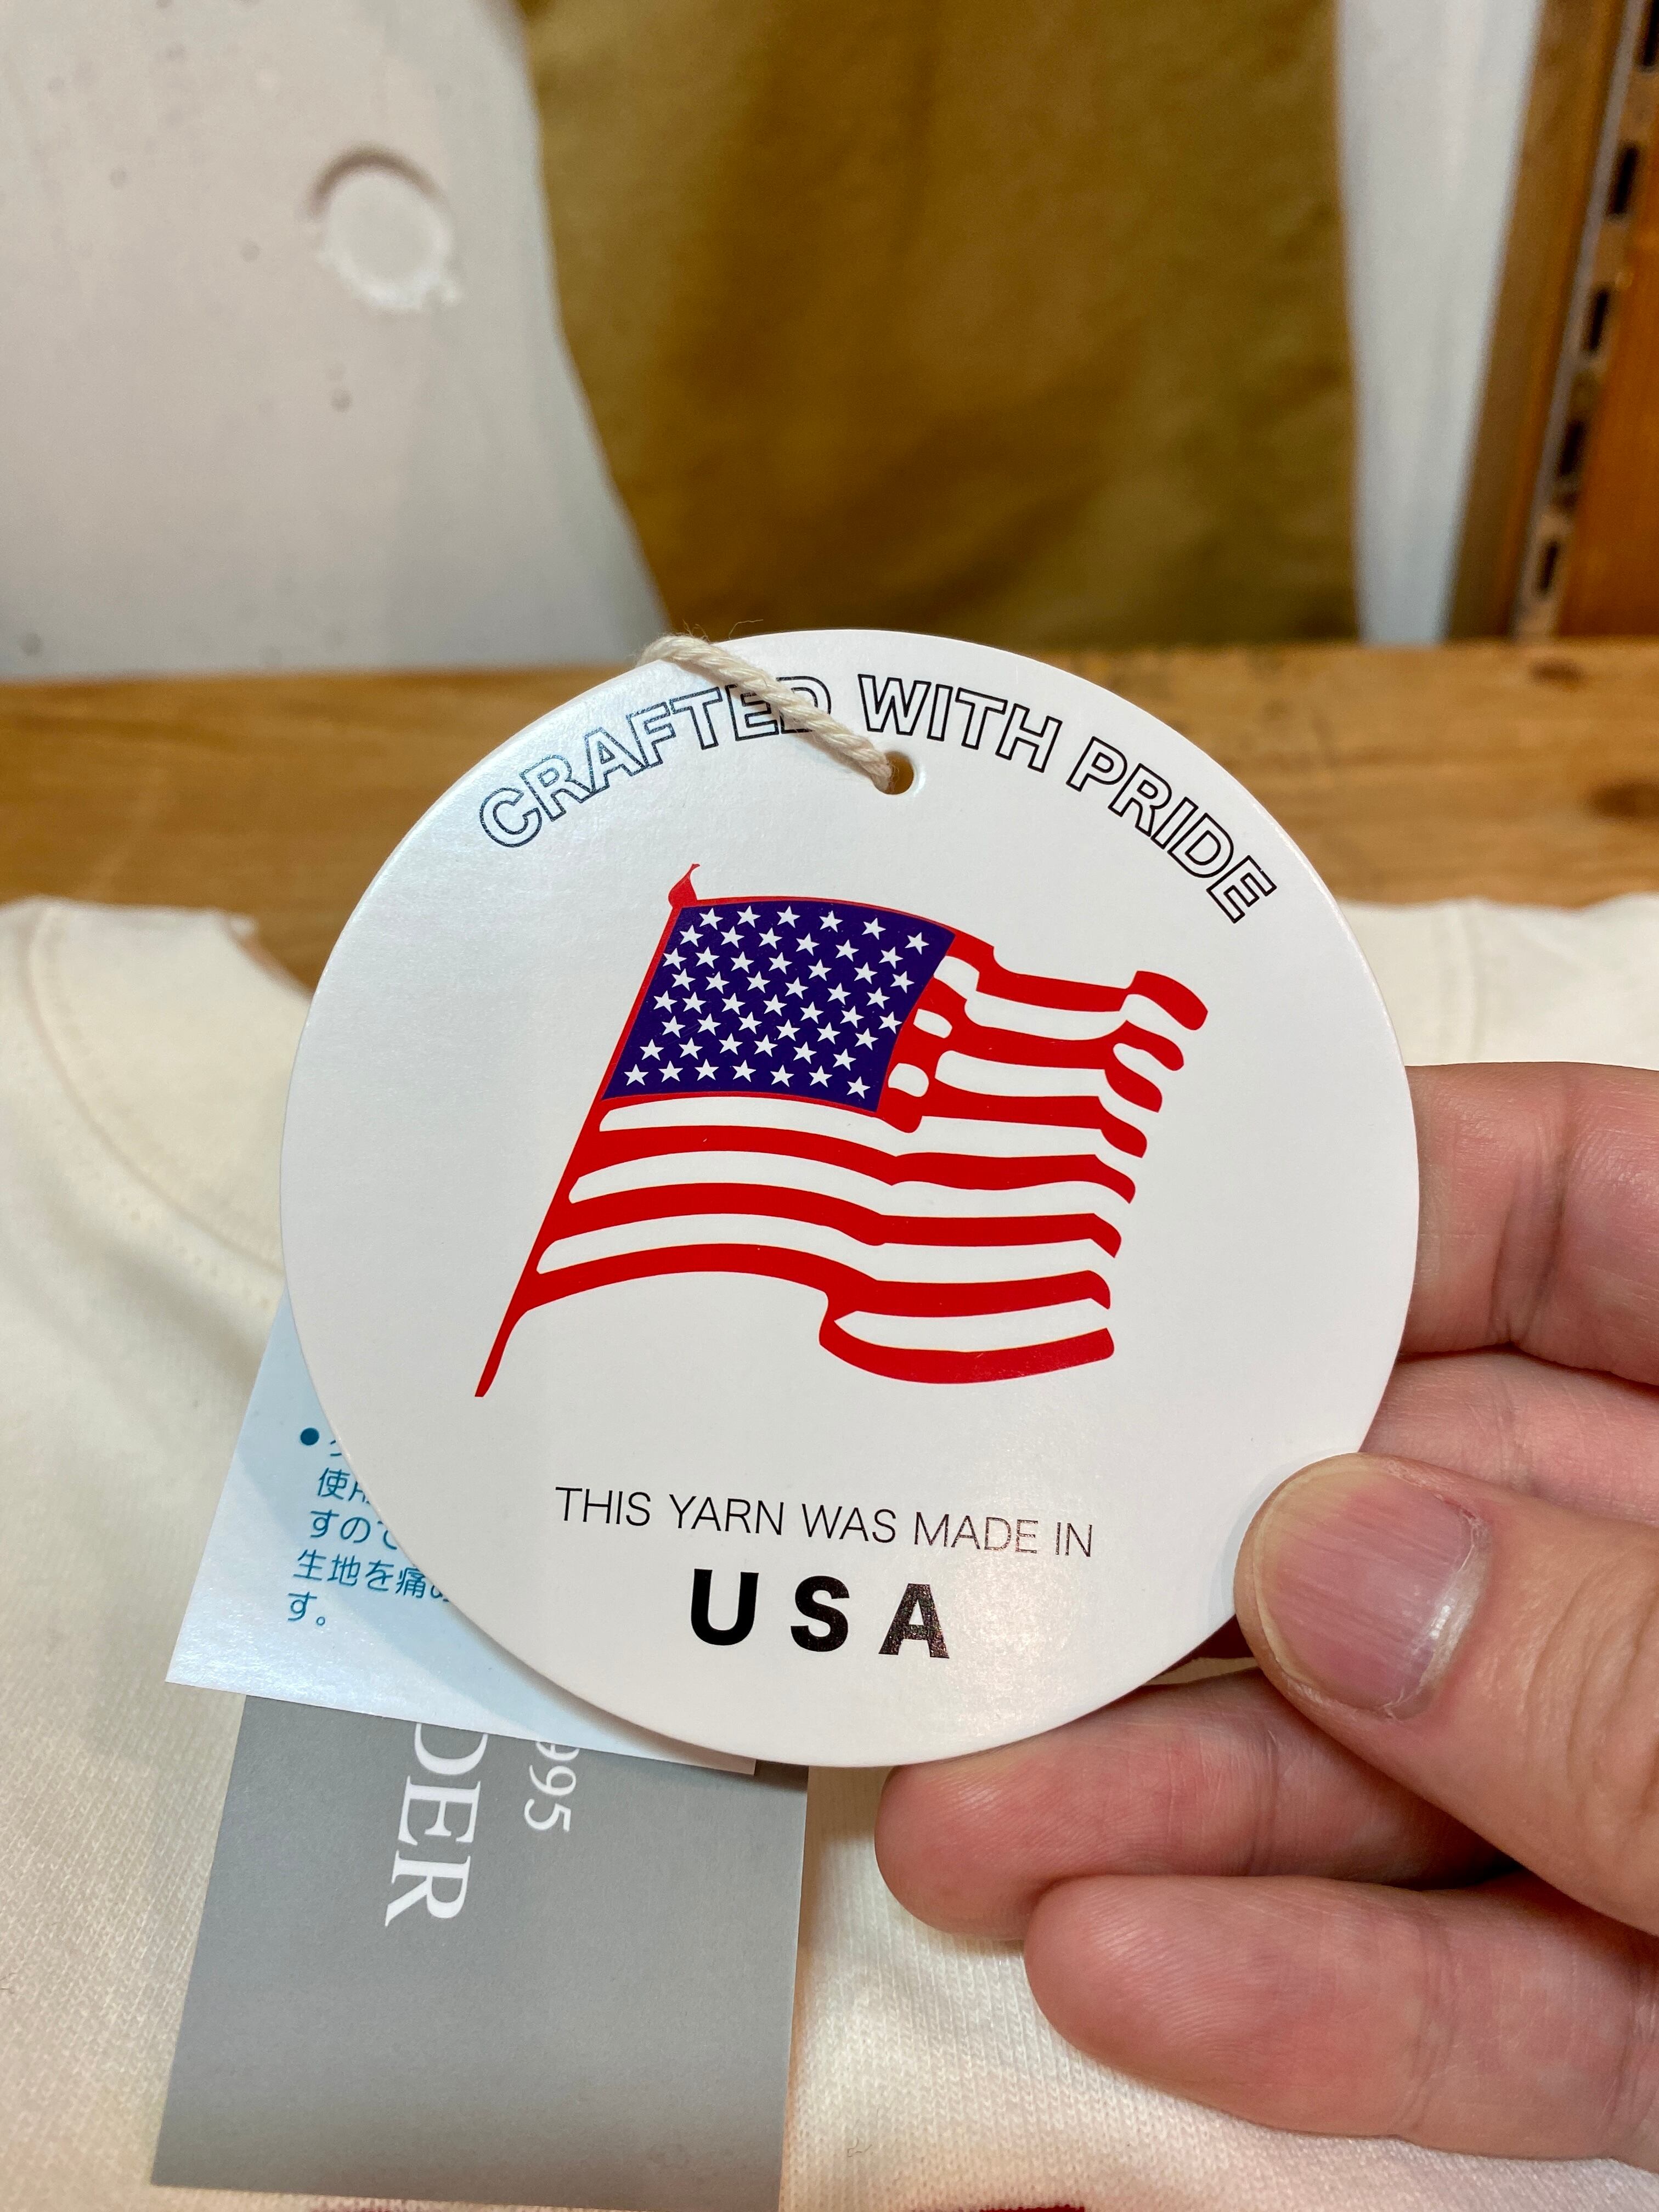 CRAFTED WITH PRIDE
THIS YARN WAS MADE IN
USA
●
使用
すので
生地を痛め
す。
995
DER